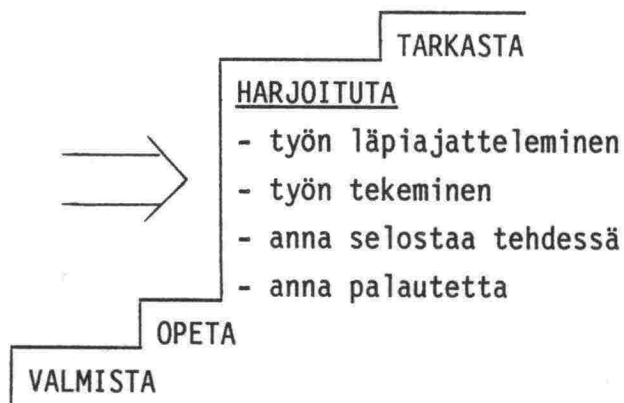 TARKASTA
HARJOITUTA
- työn läpiajatteleminen
- työn tekeminen
- anna selostaa tehdessä
- anna palautetta
OPETA
VALMISTA